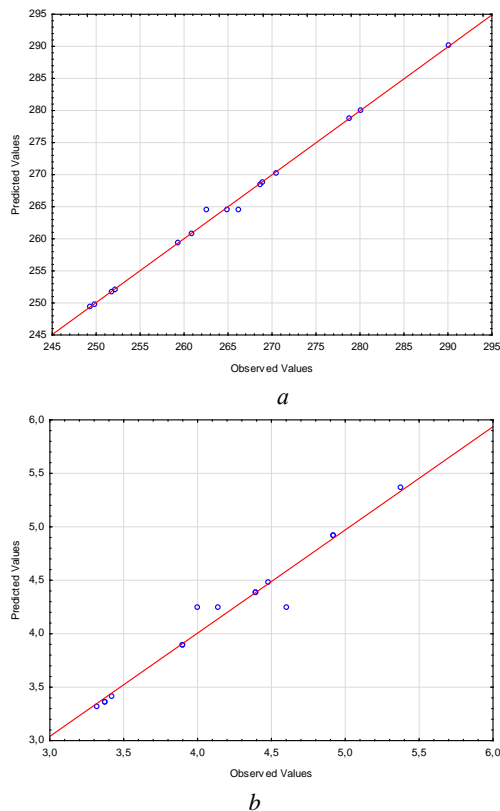 295
290
285
280
275
270
265
260
255
250
245
Predicted Values
245 250 255 260 265 270 275 280 285 290 295
Observed Values
a
6,0
5,5
5,0
4,5
4,0
3,5
3,0
Predicted Values
3,0 3,5 4,0 4,5 5,0 5,5 6,0
Observed Values
b